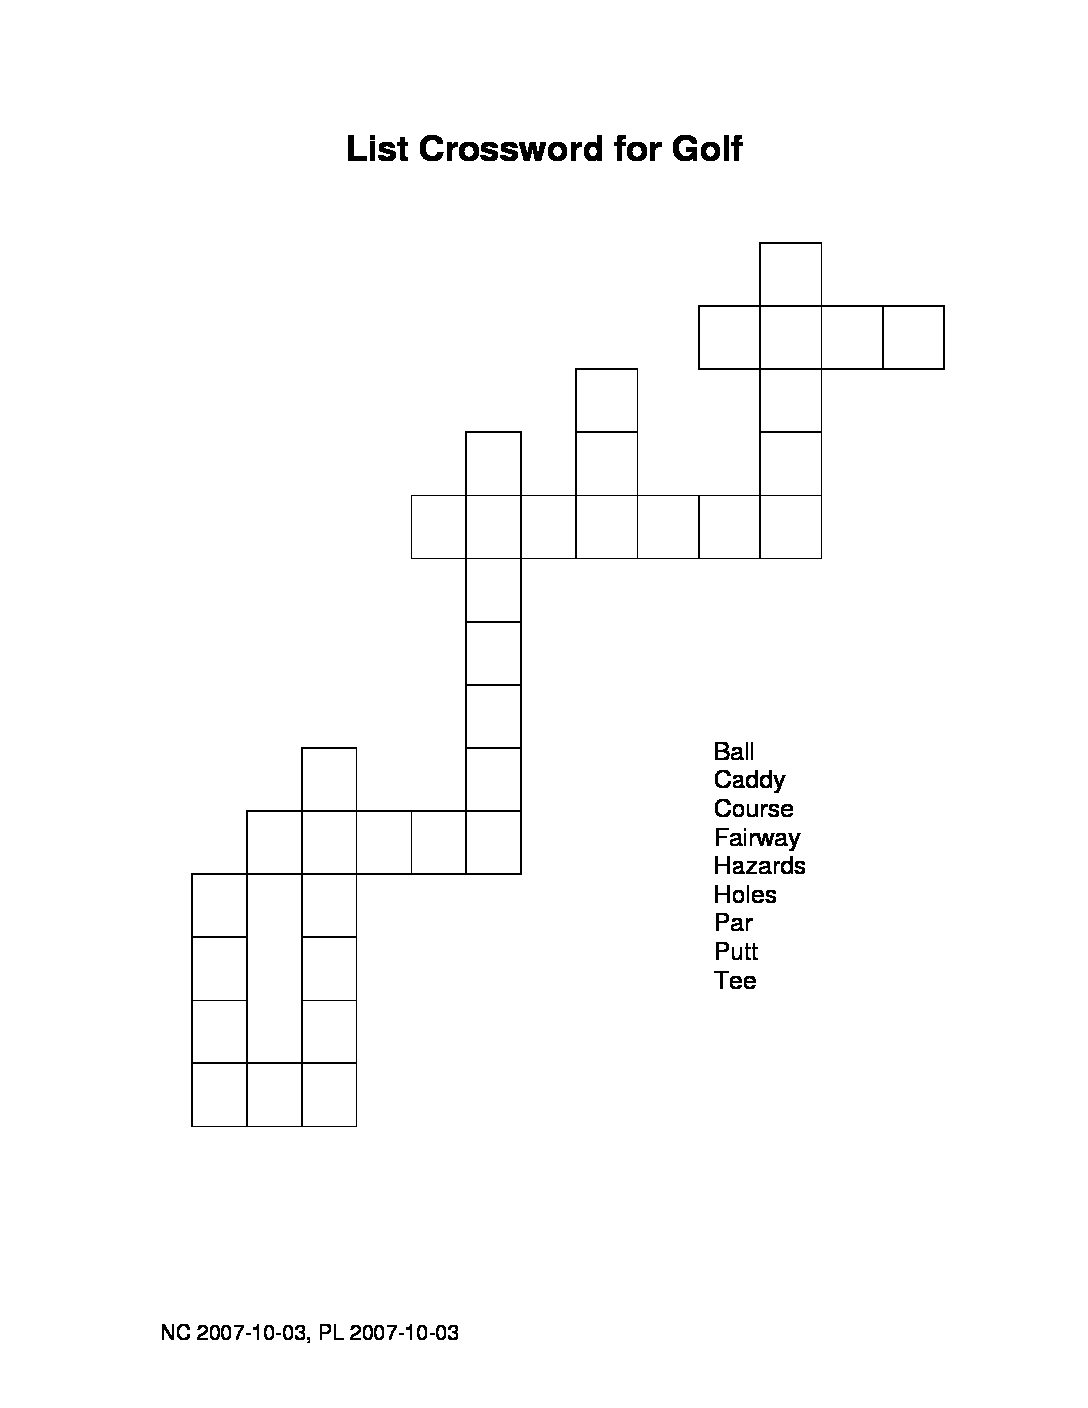 List Crossword for Golf
Ball
Caddy
Course
Fairway
Hazards
Holes
Par
Putt
Tee
NC 2007-10-03, PL 2007-10-03